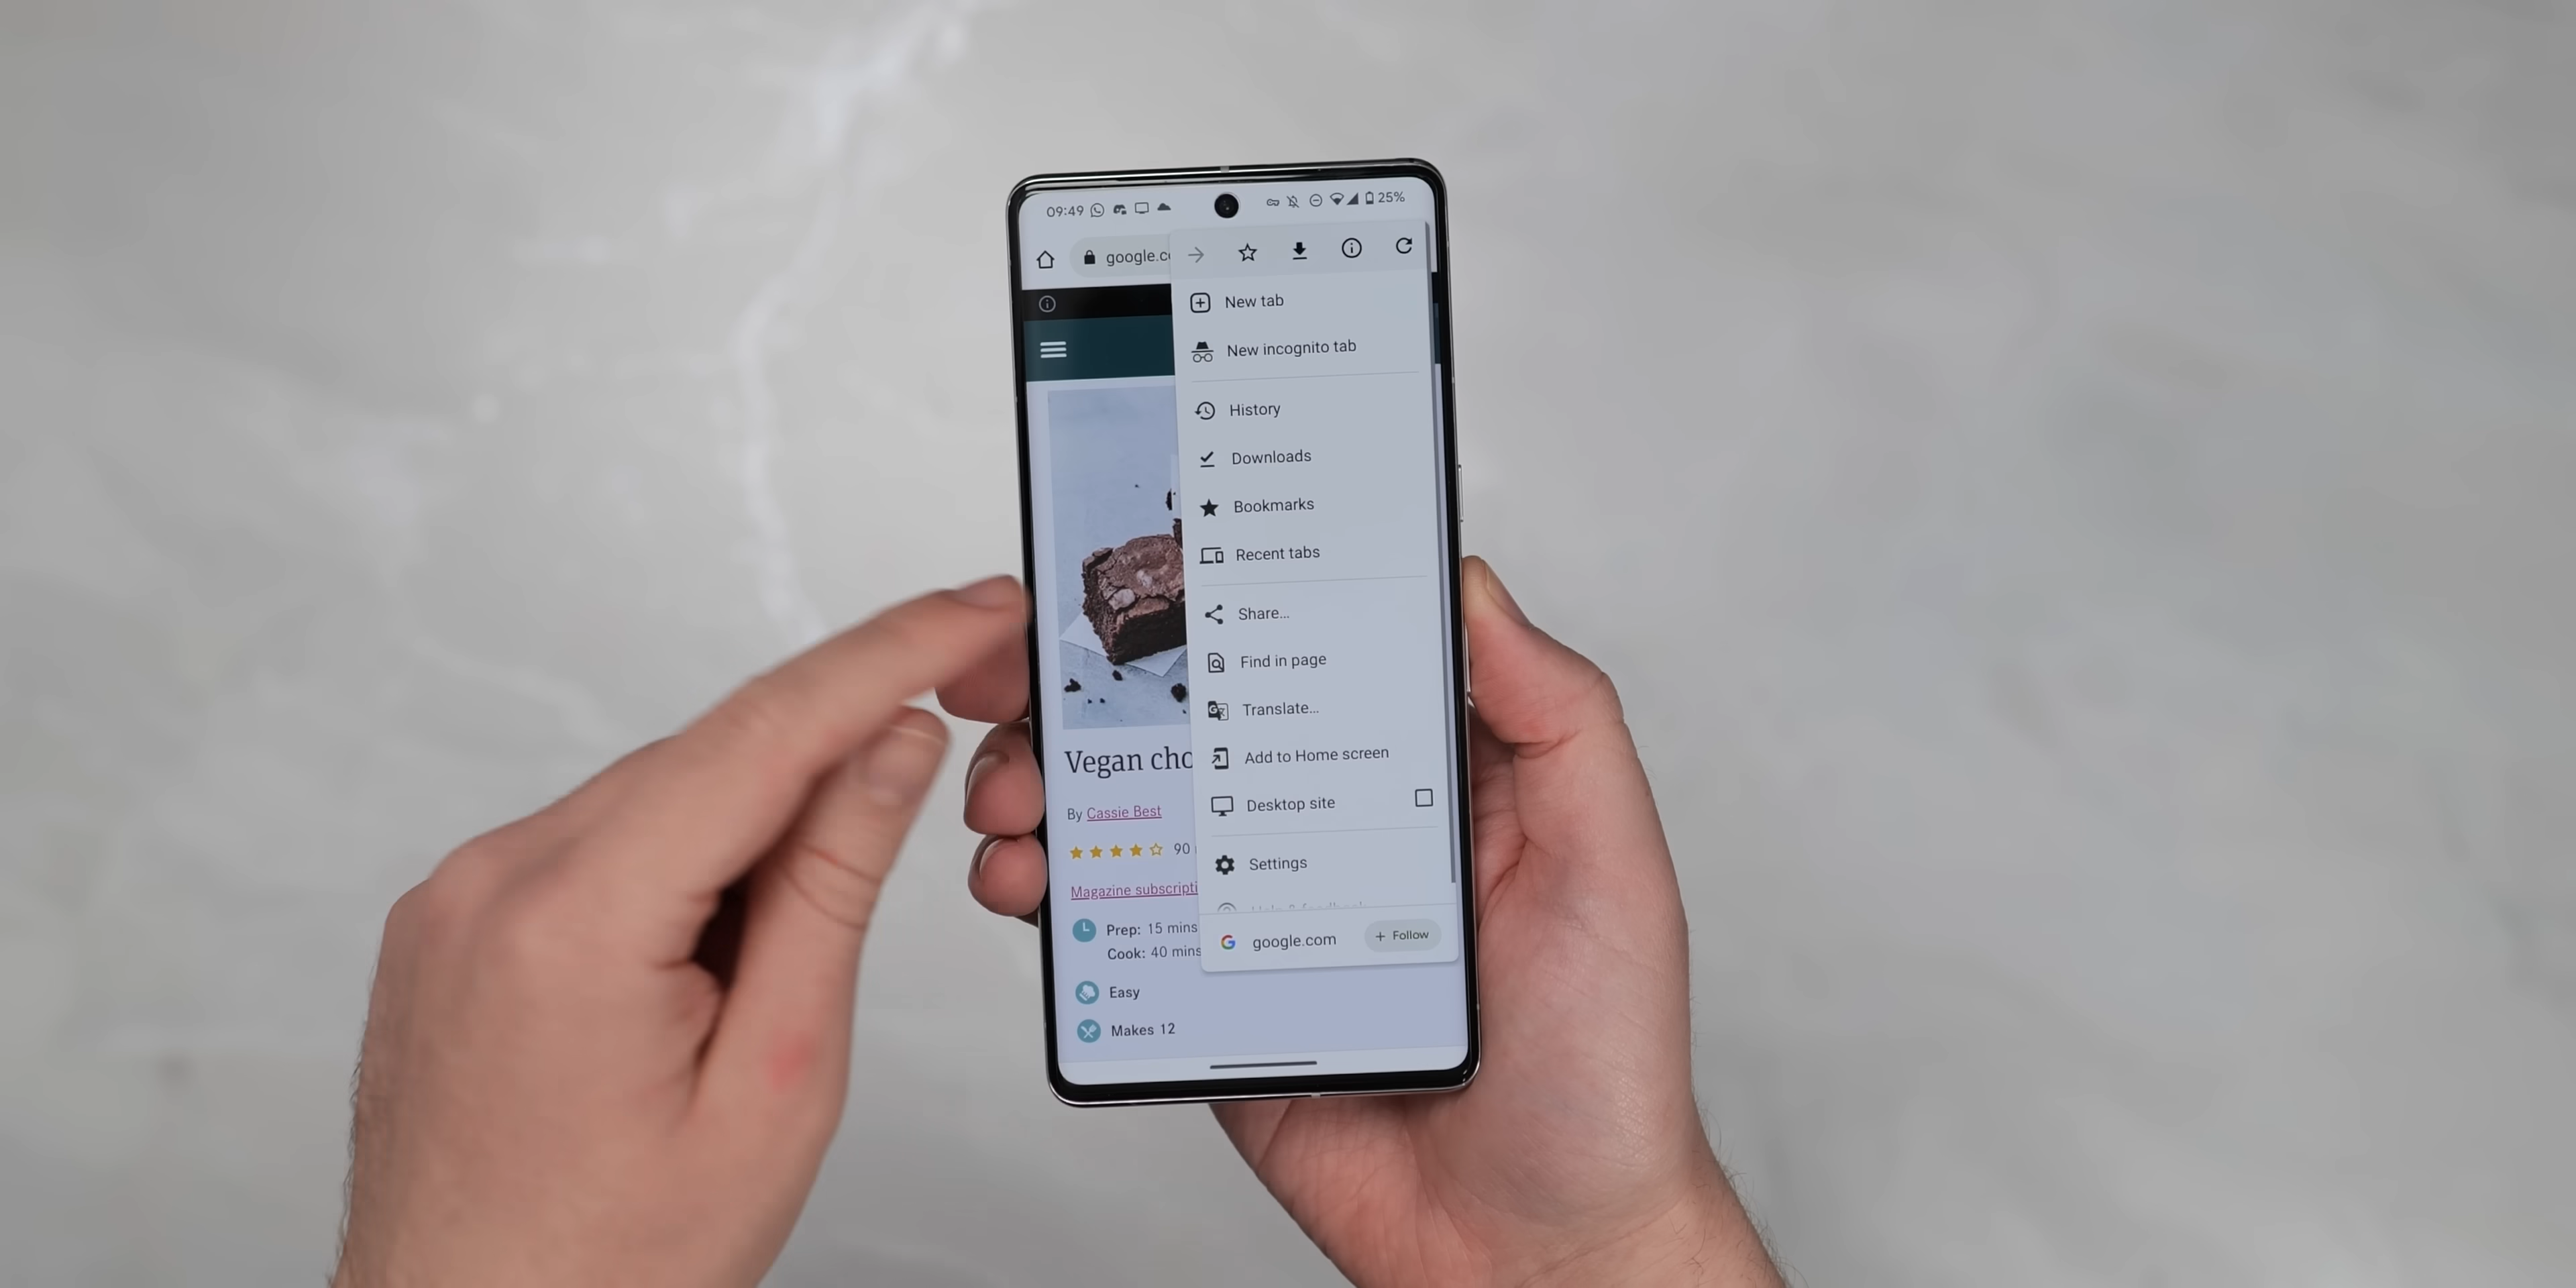 09:49
25%
google.c
New tab
New incognito tab
History
Downloads
Bookmarks
Recent tabs
Share...
Find in page
Translate...
Add to Home screen
Desktop site
Settings
Help & feedback
google.com
+ Follow
Vegan cho
By Cassie Best
90
Magazine subscripti
Prep: 15 mins
Cook: 40 mins
Easy
Makes 12